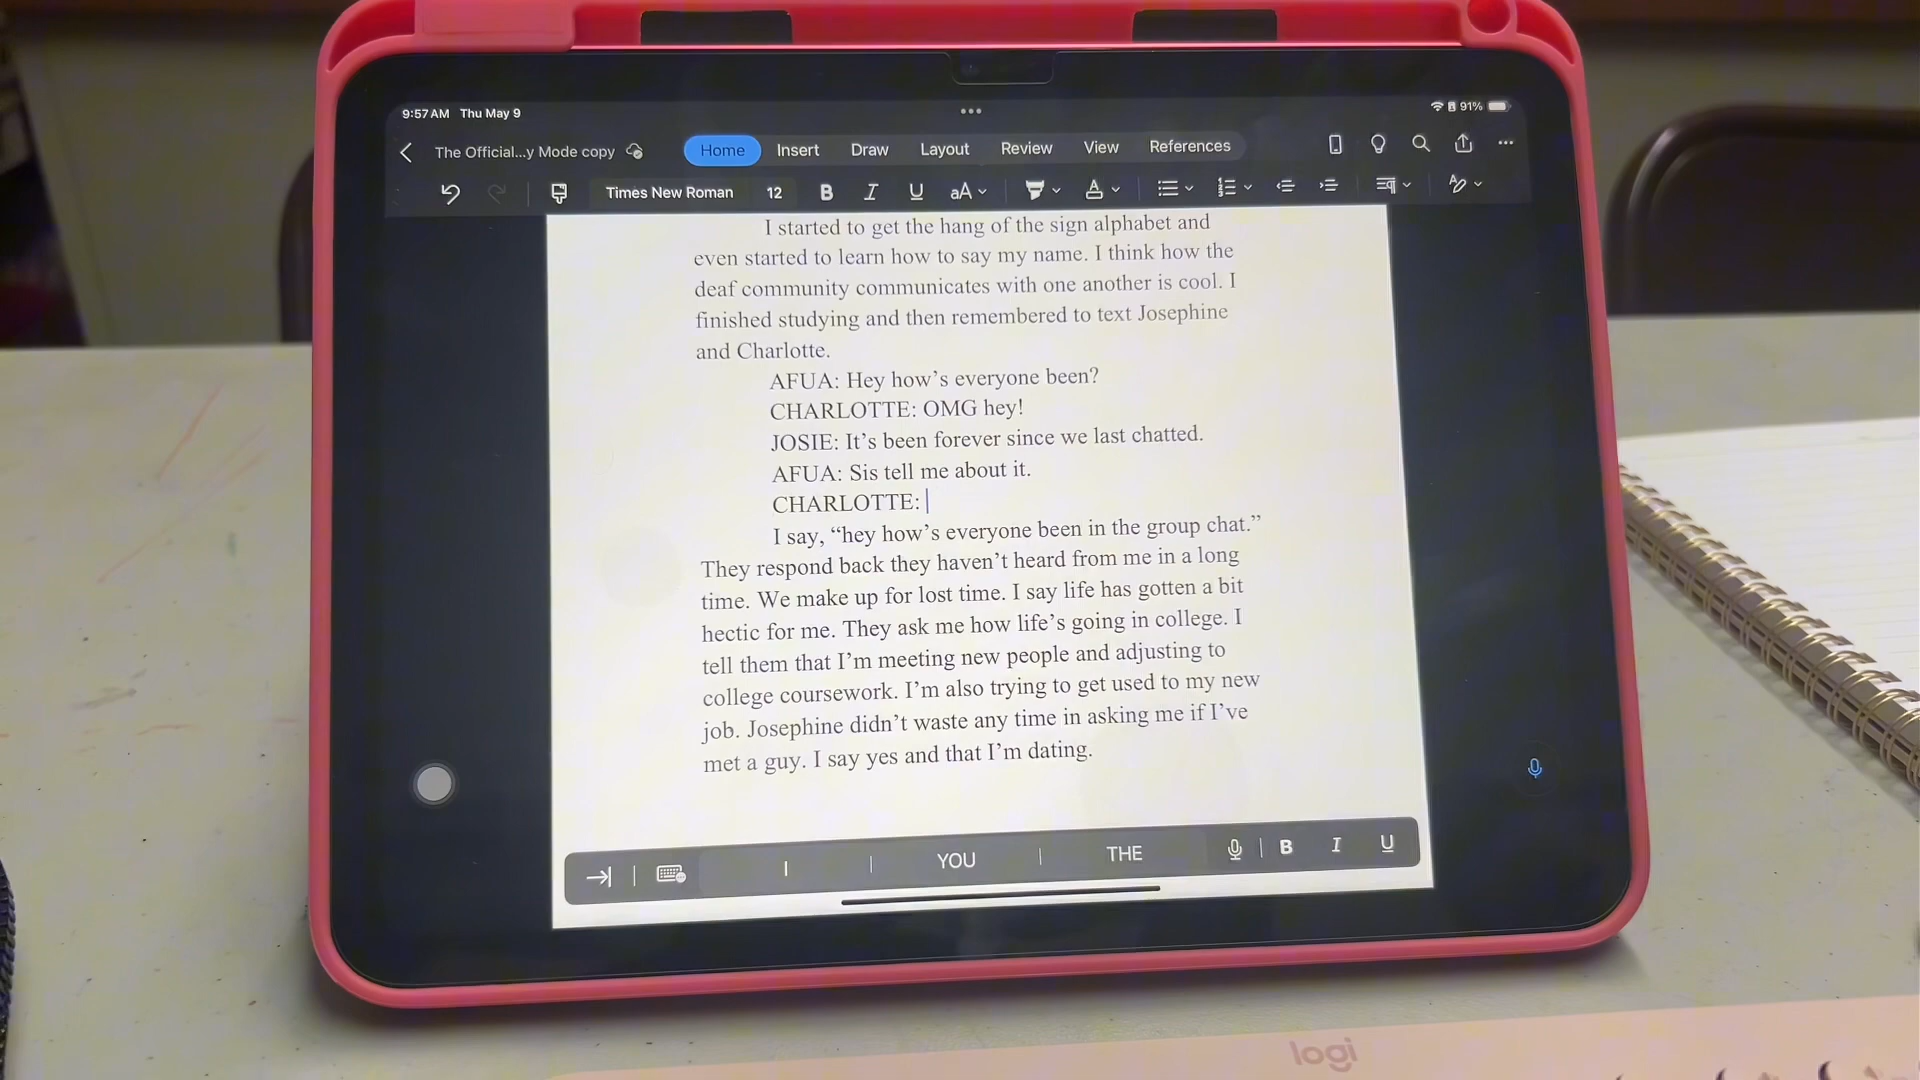 9:57 AM Thu May 9
91%
The Official...y Mode copy
Home Insert Draw Layout Review View References
Times New Roman 12 B I U aA A
I started to get the hang of the sign alphabet and
even started to learn how to say my name. I think how the
deaf community communicates with one another is cool. I
finished studying and then remembered to text Josephine
and Charlotte.
AFUA: Hey how’s everyone been?
CHARLOTTE: OMG hey!
JOSIE: It’s been forever since we last chatted.
AFUA: Sis tell me about it.
CHARLOTTE:
I say, “hey how’s everyone been in the group chat.”
They respond back they haven’t heard from me in a long
time. We make up for lost time. I say life has gotten a bit
hectic for me. They ask me how life’s going in college. I
tell them that I’m meeting new people and adjusting to
college coursework. I’m also trying to get used to my new
job. Josephine didn’t waste any time in asking me if I’ve
met a guy. I say yes and that I’m dating.
I YOU THE B I U
logi